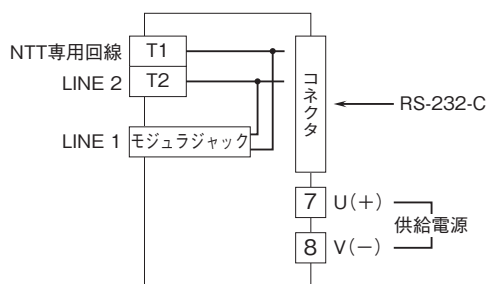 NTT専用回線 T1
LINE 2 T2
LINE 1 モジュラジャック
コネクタ
RS-232-C
7 U(+)
供給電源
8 V(−)